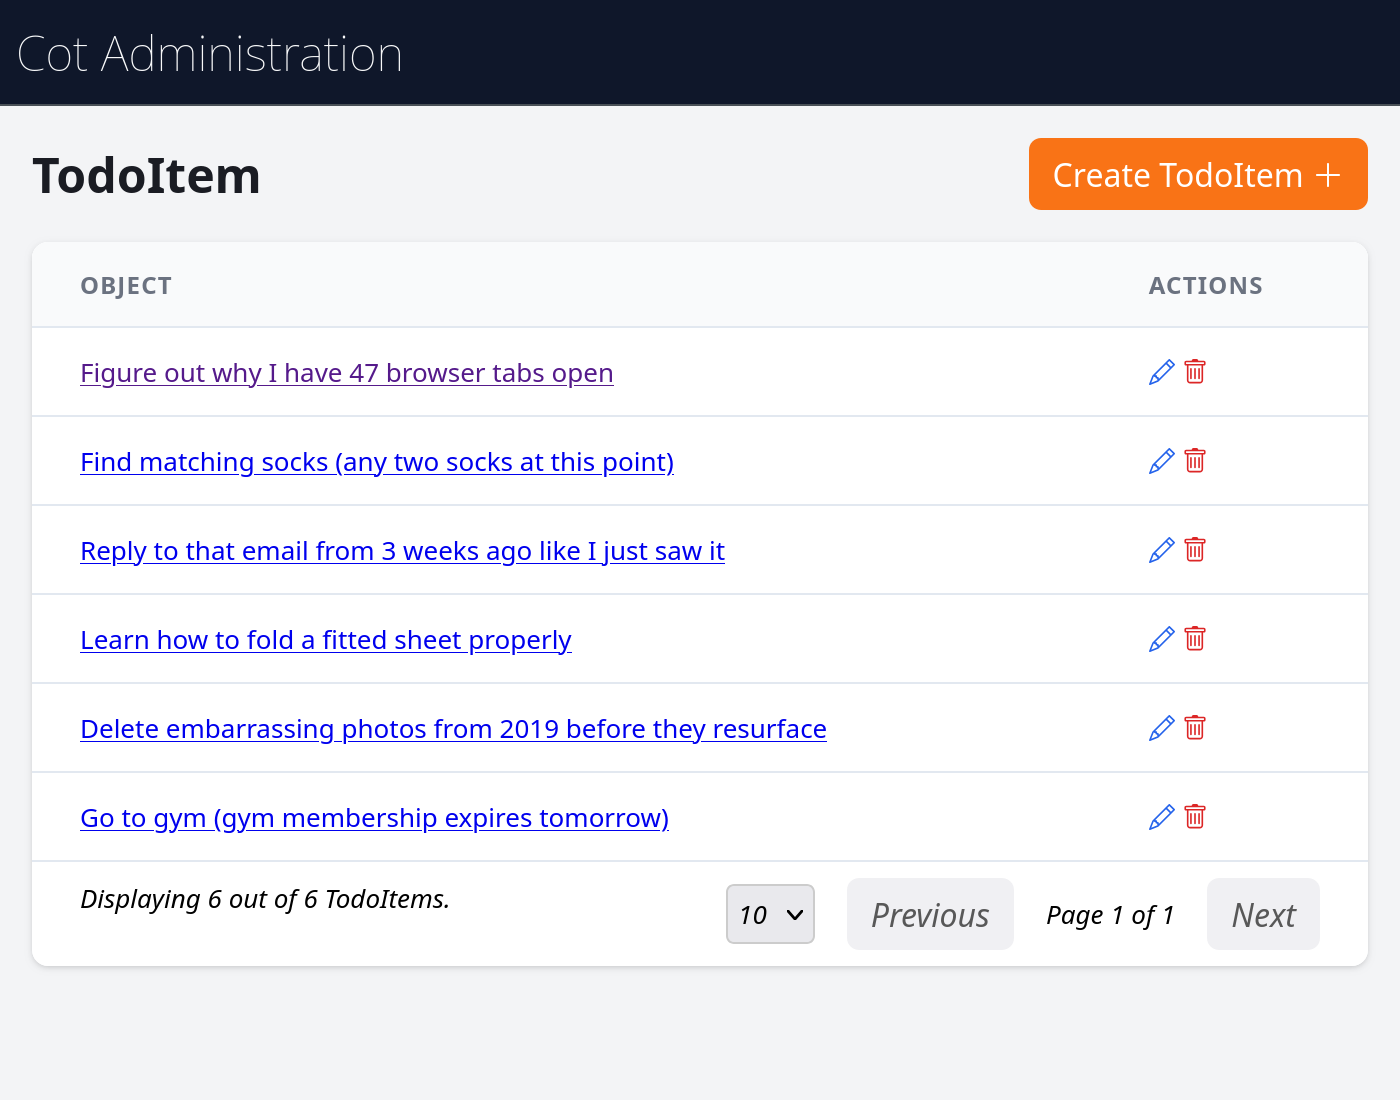 Cot Administration
TodoItem
Create TodoItem +
OBJECT ACTIONS
Figure out why I have 47 browser tabs open
Find matching socks (any two socks at this point)
Reply to that email from 3 weeks ago like I just saw it
Learn how to fold a fitted sheet properly
Delete embarrassing photos from 2019 before they resurface
Go to gym (gym membership expires tomorrow)
Displaying 6 out of 6 TodoItems. 10 Previous Page 1 of 1 Next